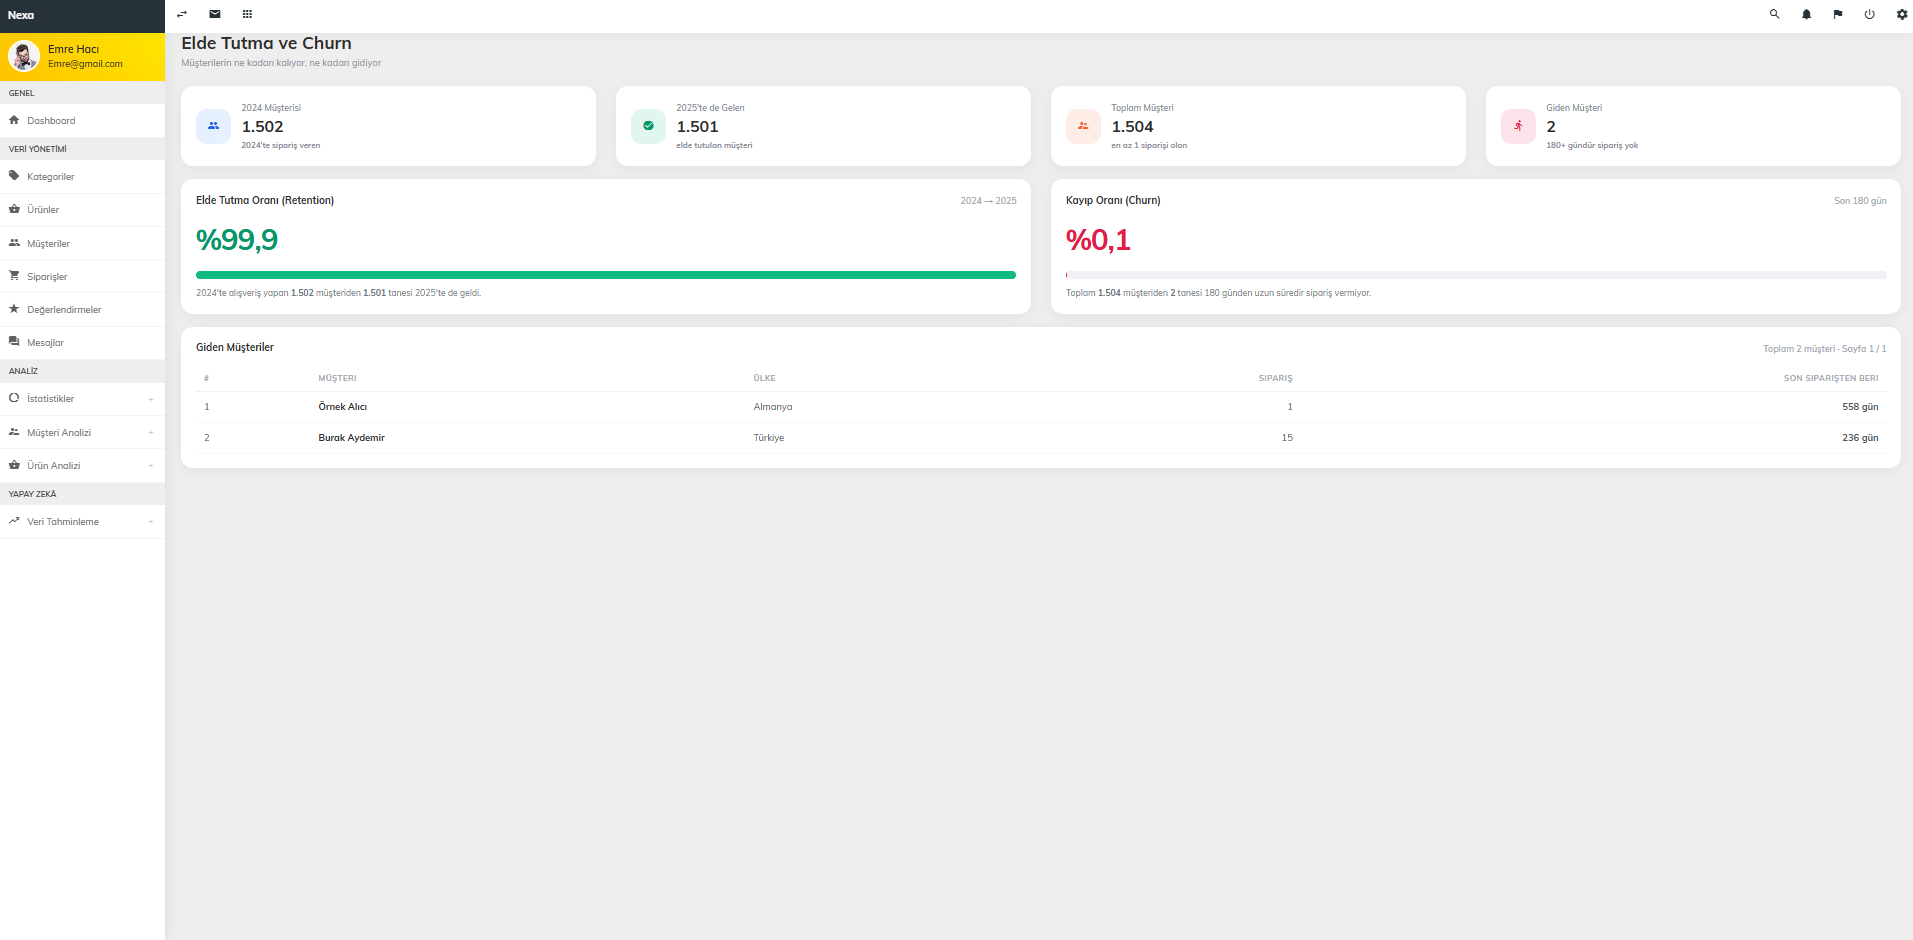 Nexa
Emre Hacı
Emre@gmail.com
GENEL
Dashboard
VERİ YÖNETİMİ
Kategoriler
Ürünler
Müşteriler
Siparişler
Değerlendirmeler
Mesajlar
ANALİZ
İstatistikler
Müşteri Analizi
Ürün Analizi
YAPAY ZEKÂ
Veri Tahminleme
Elde Tutma ve Churn
Müşterilerin ne kadarı kalıyor, ne kadarı gidiyor
2024 Müşterisi
1.502
2024'te sipariş veren
2025'te de Gelen
1.501
elde tutulan müşteri
Toplam Müşteri
1.504
en az 1 siparişi olan
Giden Müşteri
2
180+ gündür sipariş yok
Elde Tutma Oranı (Retention) 2024 → 2025
%99,9
2024'te alışveriş yapan 1.502 müşteriden 1.501 tanesi 2025'te de geldi.
Kayıp Oranı (Churn) Son 180 gün
%0,1
Toplam 1.504 müşteriden 2 tanesi 180 günden uzun süredir sipariş vermiyor.
Giden Müşteriler Toplam 2 müşteri · Sayfa 1 / 1
# MÜŞTERI ÜLKE SIPARIŞ SON SIPARIŞTEN BERI
1 Örnek Alıcı Almanya 1 558 gün
2 Burak Aydemir Türkiye 15 236 gün